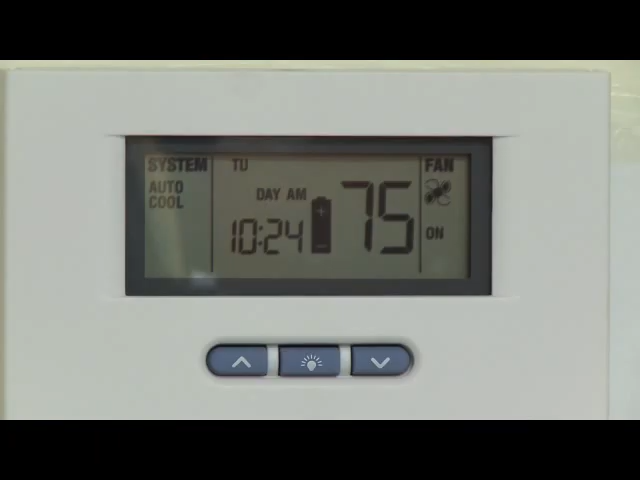 SYSTEM TU FAN
AUTO
COOL
DAY AM
10:24
75
ON